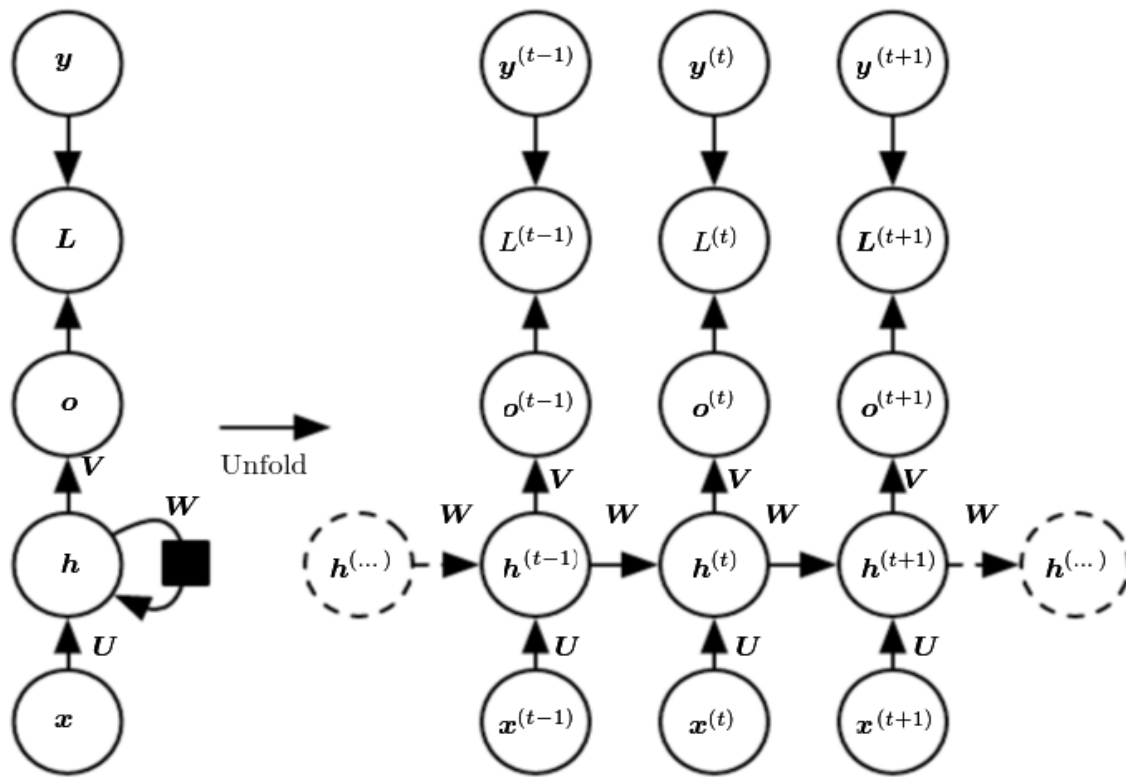 y y^(t−1) y^(t) y^(t+1)
L L^(t−1) L^(t) L^(t+1)
o o^(t−1) o^(t) o^(t+1)
Unfold
V V V V
W W W W W
h h^(...) h^(t−1) h^(t) h^(t+1) h^(...)
U U U U
x x^(t−1) x^(t) x^(t+1)